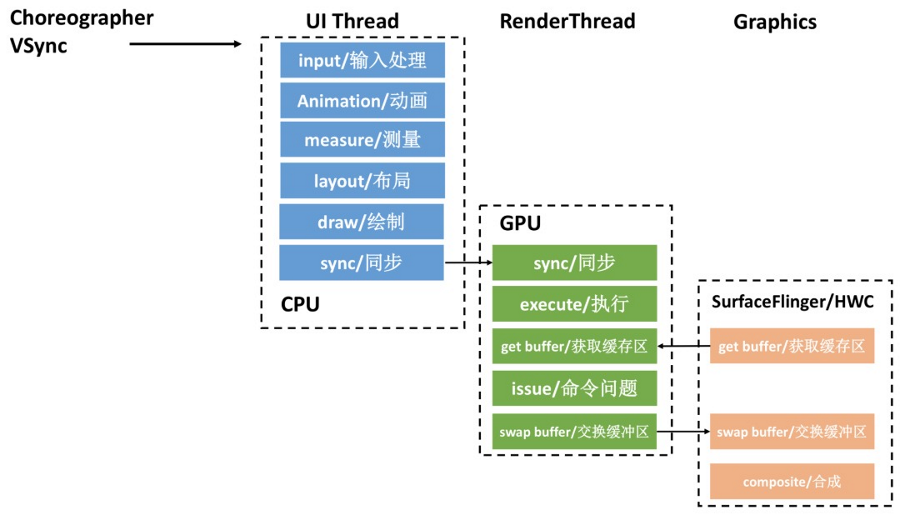 Choreographer
VSync
UI Thread
RenderThread
Graphics
input/输入处理
Animation/动画
measure/测量
layout/布局
draw/绘制
sync/同步
CPU
GPU
sync/同步
execute/执行
get buffer/获取缓存区
issue/命令问题
swap buffer/交换缓冲区
SurfaceFlinger/HWC
get buffer/获取缓存区
swap buffer/交换缓冲区
composite/合成